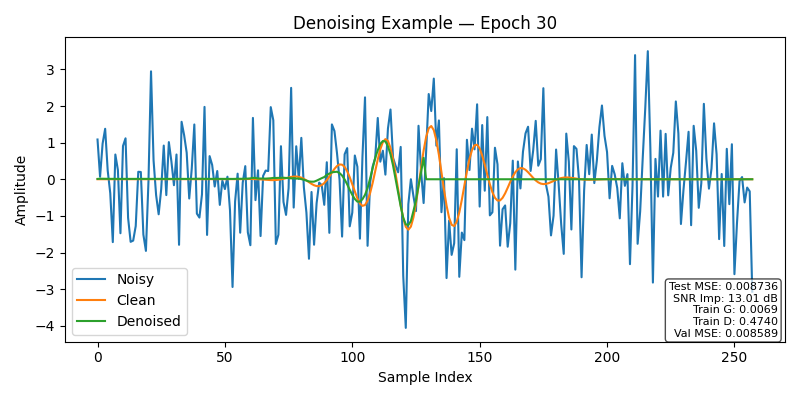 Denoising Example — Epoch 30
Amplitude
3
2
1
0
−1
−2
−3
−4
Noisy
Clean
Denoised
Test MSE: 0.008736
SNR Imp: 13.01 dB
Train G: 0.0069
Train D: 0.4740
Val MSE: 0.008589
0
50
100
150
200
250
Sample Index